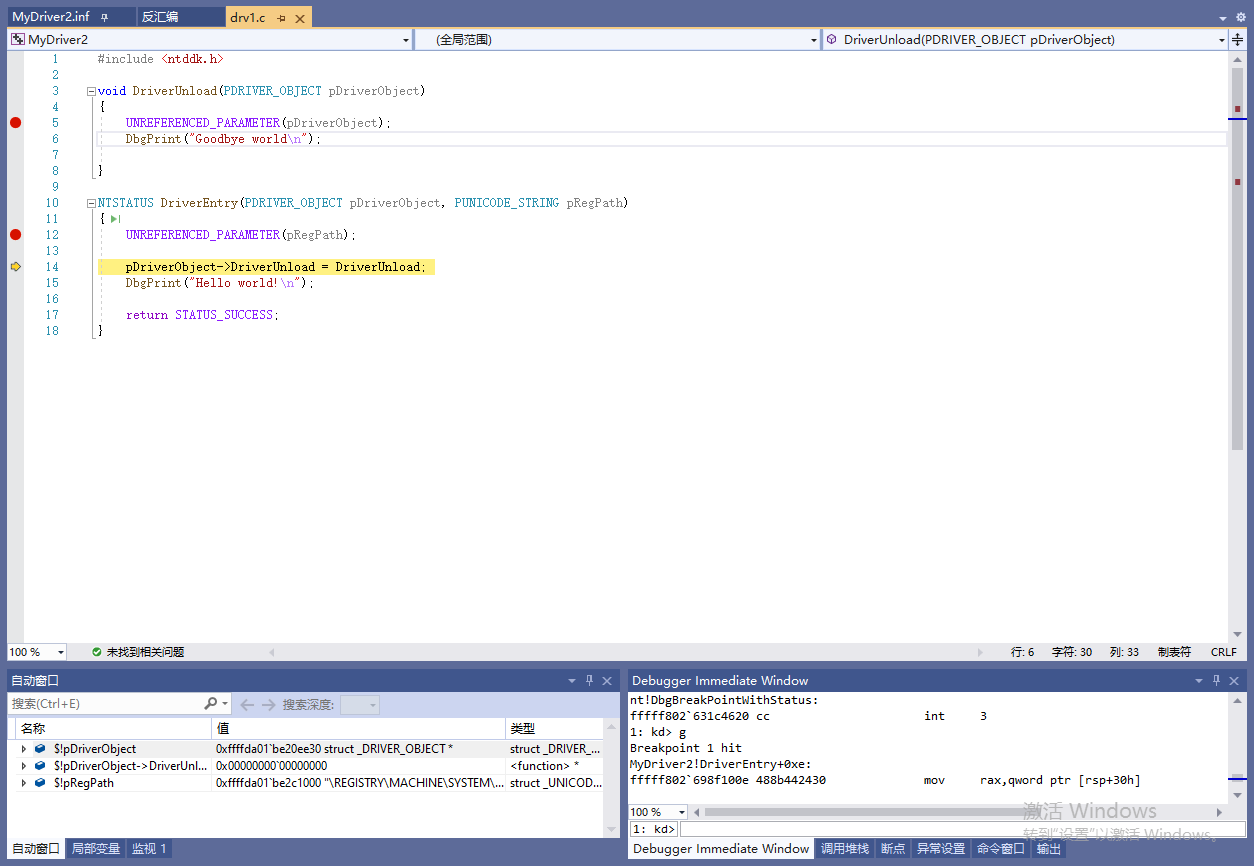 MyDriver2.inf 反汇编 drv1.c
MyDriver2 (全局范围) DriverUnload(PDRIVER_OBJECT pDriverObject)
1 #include <ntddk.h>
2
3 void DriverUnload(PDRIVER_OBJECT pDriverObject)
4 {
5 UNREFERENCED_PARAMETER(pDriverObject);
6 DbgPrint("Goodbye world\n");
7
8 }
9
10 NTSTATUS DriverEntry(PDRIVER_OBJECT pDriverObject, PUNICODE_STRING pRegPath)
11 {
12 UNREFERENCED_PARAMETER(pRegPath);
13
14 pDriverObject->DriverUnload = DriverUnload;
15 DbgPrint("Hello world!\n");
16
17 return STATUS_SUCCESS;
18 }
100 % 未找到相关问题 行: 6 字符: 30 列: 33 制表符 CRLF
自动窗口
搜索(Ctrl+E) 搜索深度:
名称 值 类型
$!pDriverObject 0xffffda01`be20ee30 struct _DRIVER_OBJECT * struct _DRIVER_...
$!pDriverObject->DriverUnl... 0x00000000`00000000 <function> *
$!pRegPath 0xffffda01`be2c1000 "\REGISTRY\MACHINE\SYSTEM\... struct _UNICOD...
自动窗口 局部变量 监视 1
Debugger Immediate Window
nt!DbgBreakPointWithStatus:
fffff802`631c4620 cc int 3
1: kd> g
Breakpoint 1 hit
MyDriver2!DriverEntry+0xe:
fffff802`698f100e 488b442430 mov rax,qword ptr [rsp+30h]
100 %
1: kd>
Debugger Immediate Window 调用堆栈 断点 异常设置 命令窗口 输出
激活 Windows
转到"设置"以激活 Windows。